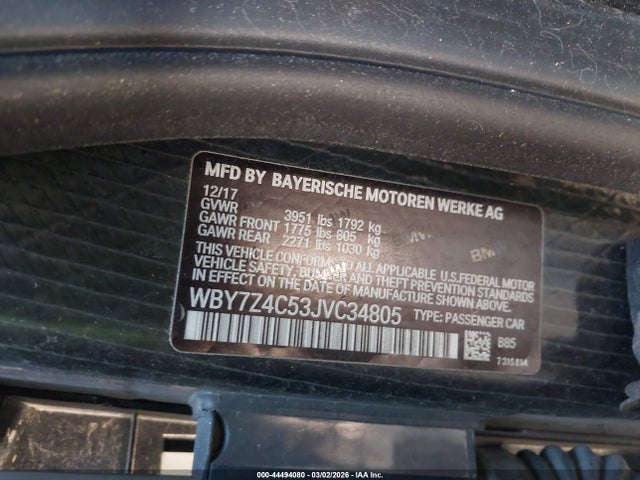 MFD BY BAYERISCHE MOTOREN WERKE AG
12/17
GVWR 3951 lbs 1792 kg
GAWR FRONT 1775 lbs 805 kg
GAWR REAR 2271 lbs 1030 kg
THIS VEHICLE CONFORMS TO ALL APPLICABLE U.S.FEDERAL MOTOR
VEHICLE SAFETY, BUMPER AND THEFT PREVENTION STANDARDS
IN EFFECT ON THE DATE OF MANUFACTURE SHOWN ABOVE.
WBY7Z4C53JVC34805 TYPE: PASSENGER CAR
B85
7315814
000-44494080 - 03/02/2026 - IAA Inc.